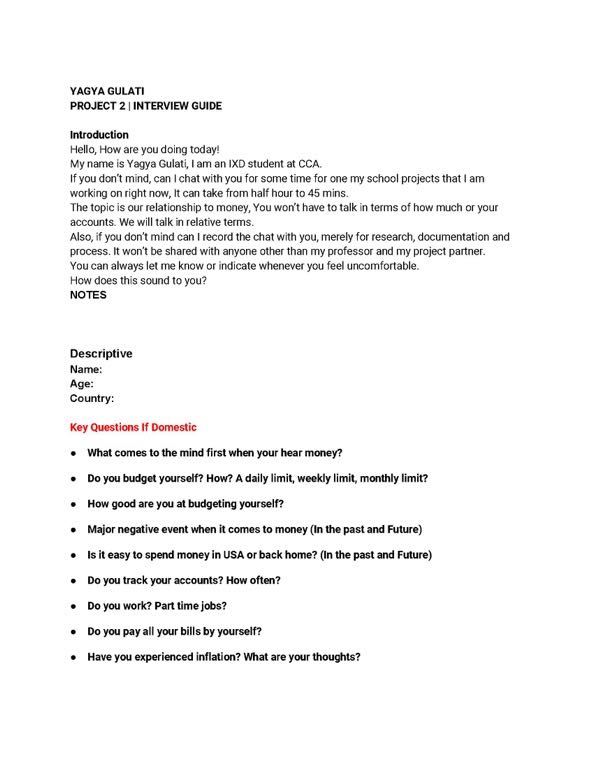 YAGYA GULATI
PROJECT 2 | INTERVIEW GUIDE
Introduction
Hello, How are you doing today!
My name is Yagya Gulati, I am an IXD student at CCA.
If you don't mind, can I chat with you for some time for one my school projects that I am
working on right now, It can take from half hour to 45 mins.
The topic is our relationship to money, You won't have to talk in terms of how much or your
accounts. We will talk in relative terms.
Also, if you don't mind can I record the chat with you, merely for research, documentation and
process. It won't be shared with anyone other than my professor and my project partner.
You can always let me know or indicate whenever you feel uncomfortable.
How does this sound to you?
NOTES
Descriptive
Name:
Age:
Country:
Key Questions If Domestic
● What comes to the mind first when your hear money?
● Do you budget yourself? How? A daily limit, weekly limit, monthly limit?
● How good are you at budgeting yourself?
● Major negative event when it comes to money (In the past and Future)
● Is it easy to spend money in USA or back home? (In the past and Future)
● Do you track your accounts? How often?
● Do you work? Part time jobs?
● Do you pay all your bills by yourself?
● Have you experienced inflation? What are your thoughts?